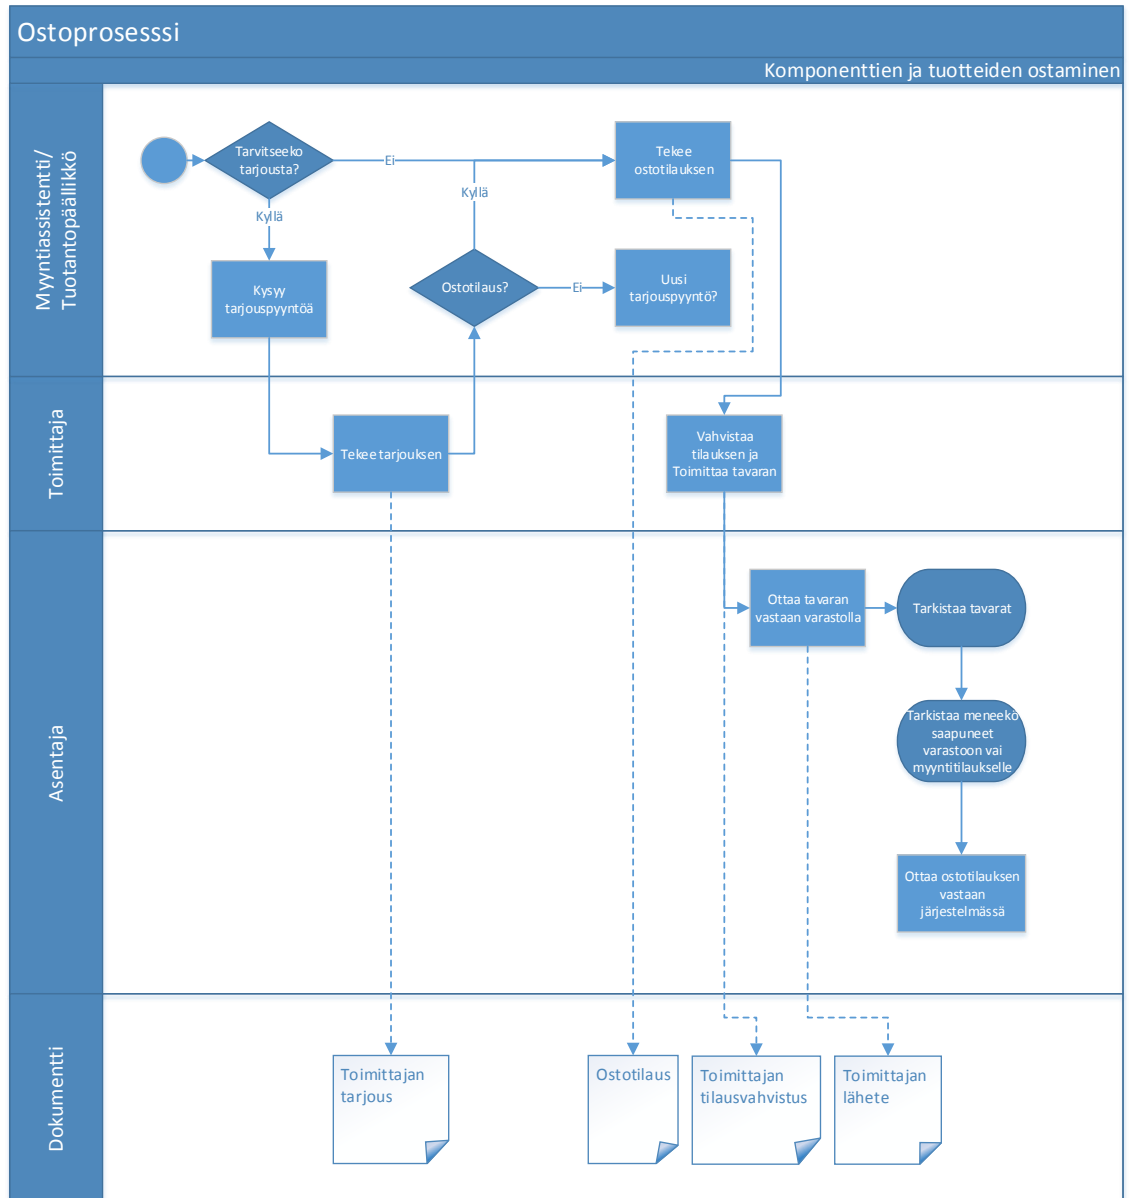 Ostoprosesssi
Komponenttien ja tuotteiden ostaminen
Myyntiassistentti/
Tuotantopäällikkö
Tarvitseeko
tarjousta?
Ei
Tekee
ostotilauksen
Kyllä
Kyllä
Kysyy
tarjouspyyntöä
Ostotilaus?
Ei
Uusi
tarjouspyyntö?
Toimittaja
Tekee tarjouksen
Vahvistaa
tilauksen ja
Toimittaa tavaran
Asentaja
Ottaa tavaran
vastaan varastolla
Tarkistaa tavarat
Tarkistaa meneekö
saapuneet
varastoon vai
myyntitilaukselle
Ottaa ostotilauksen
vastaan
järjestelmässä
Dokumentti
Toimittajan
tarjous
Ostotilaus
Toimittajan
tilausvahvistus
Toimittajan
lähete